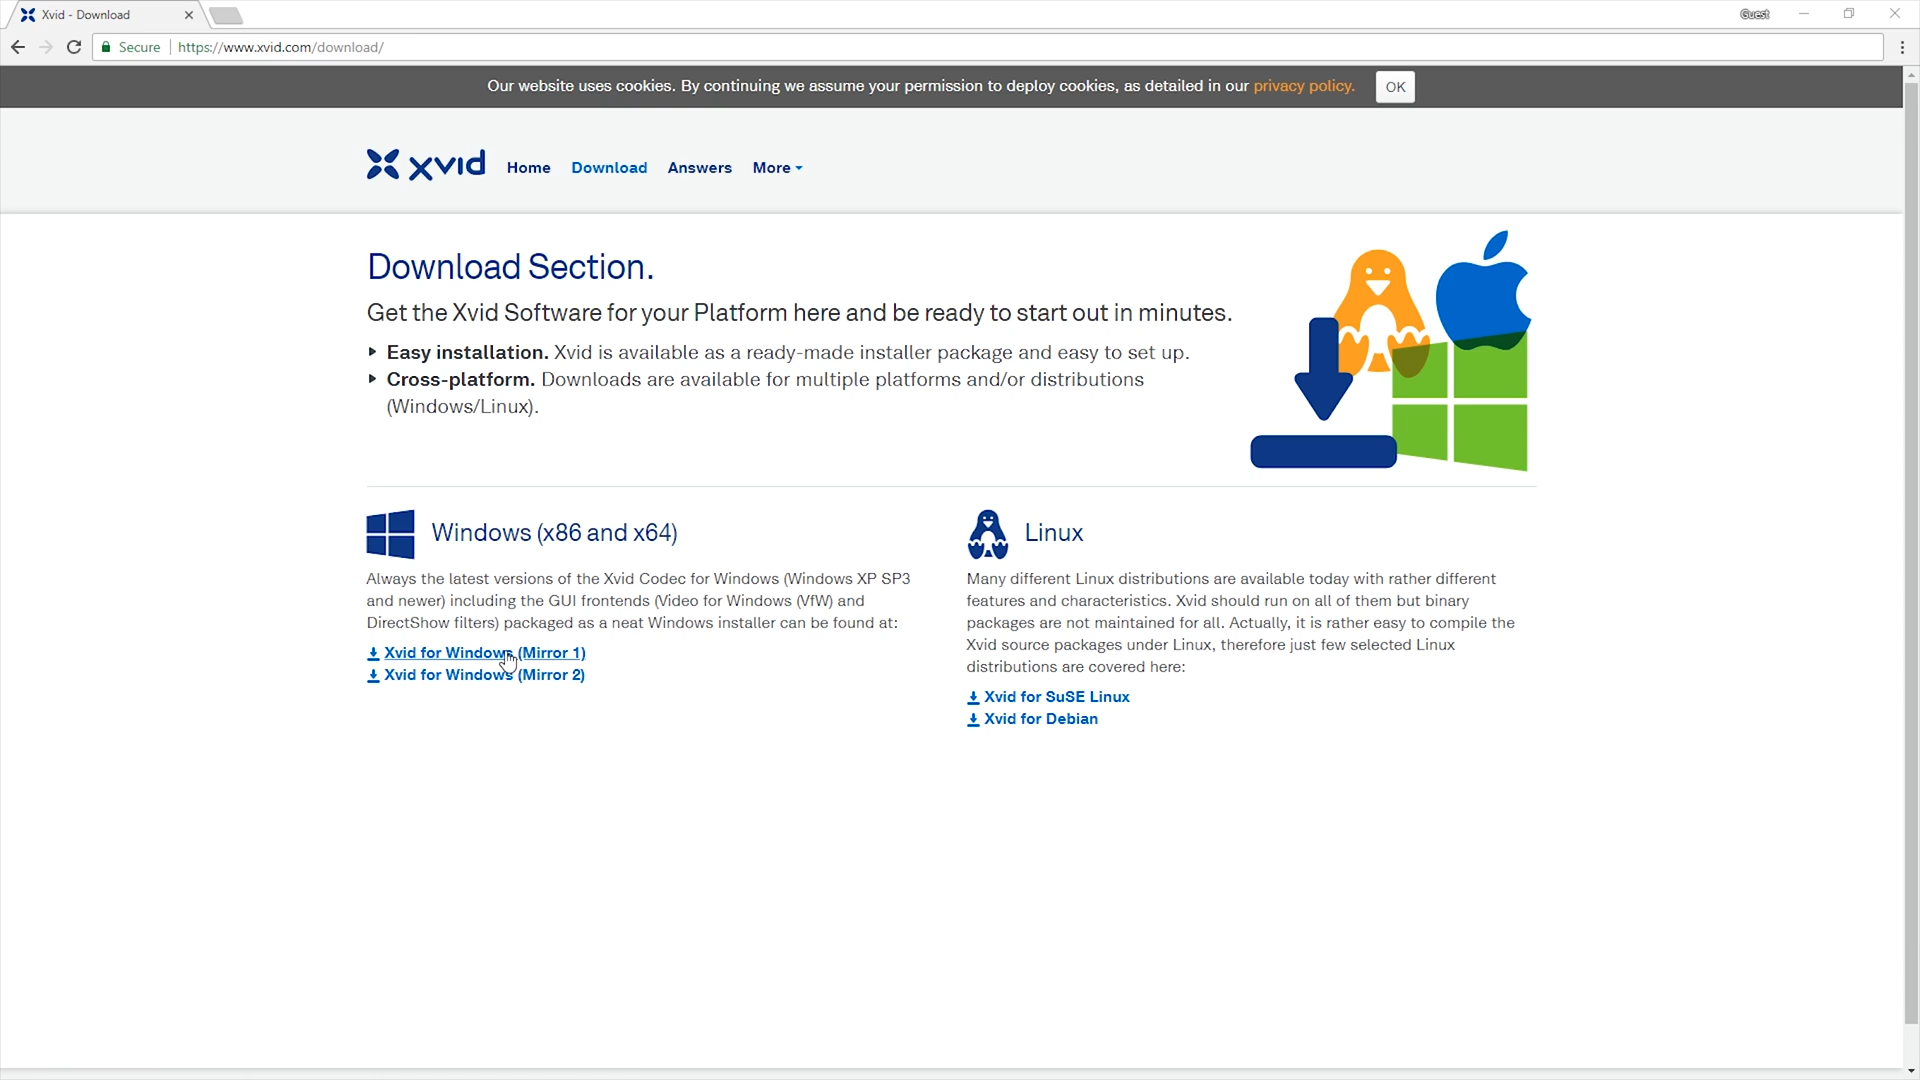 Xvid - Download
Guest
Secure
https://www.xvid.com/download/
Our website uses cookies. By continuing we assume your permission to deploy cookies, as detailed in our privacy policy.
OK
xvid
Home
Download
Answers
More
Download Section.
Get the Xvid Software for your Platform here and be ready to start out in minutes.
Easy installation. Xvid is available as a ready-made installer package and easy to set up.
Cross-platform. Downloads are available for multiple platforms and/or distributions
(Windows/Linux).
Windows (x86 and x64)
Always the latest versions of the Xvid Codec for Windows (Windows XP SP3
and newer) including the GUI frontends (Video for Windows (VfW) and
DirectShow filters) packaged as a neat Windows installer can be found at:
Xvid for Windows (Mirror 1)
Xvid for Windows (Mirror 2)
Linux
Many different Linux distributions are available today with rather different
features and characteristics. Xvid should run on all of them but binary
packages are not maintained for all. Actually, it is rather easy to compile the
Xvid source packages under Linux, therefore just few selected Linux
distributions are covered here:
Xvid for SuSE Linux
Xvid for Debian